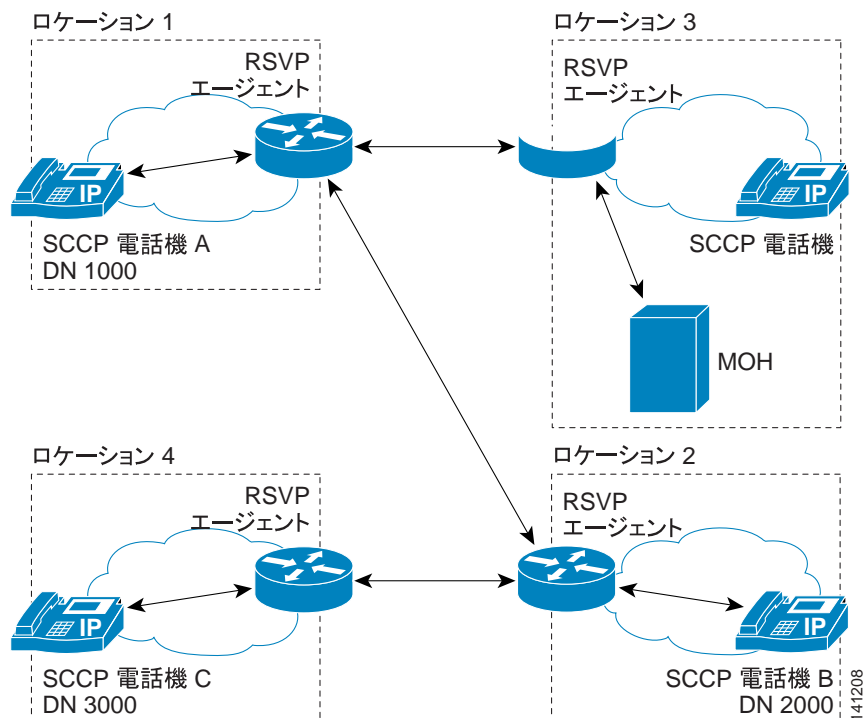 ロケーション 1
RSVP
エージェント
IP
SCCP 電話機 A
DN 1000
ロケーション 3
RSVP
エージェント
IP
SCCP 電話機
MOH
ロケーション 4
RSVP
エージェント
IP
SCCP 電話機 C
DN 3000
ロケーション 2
RSVP
エージェント
IP
SCCP 電話機 B
DN 2000
141208